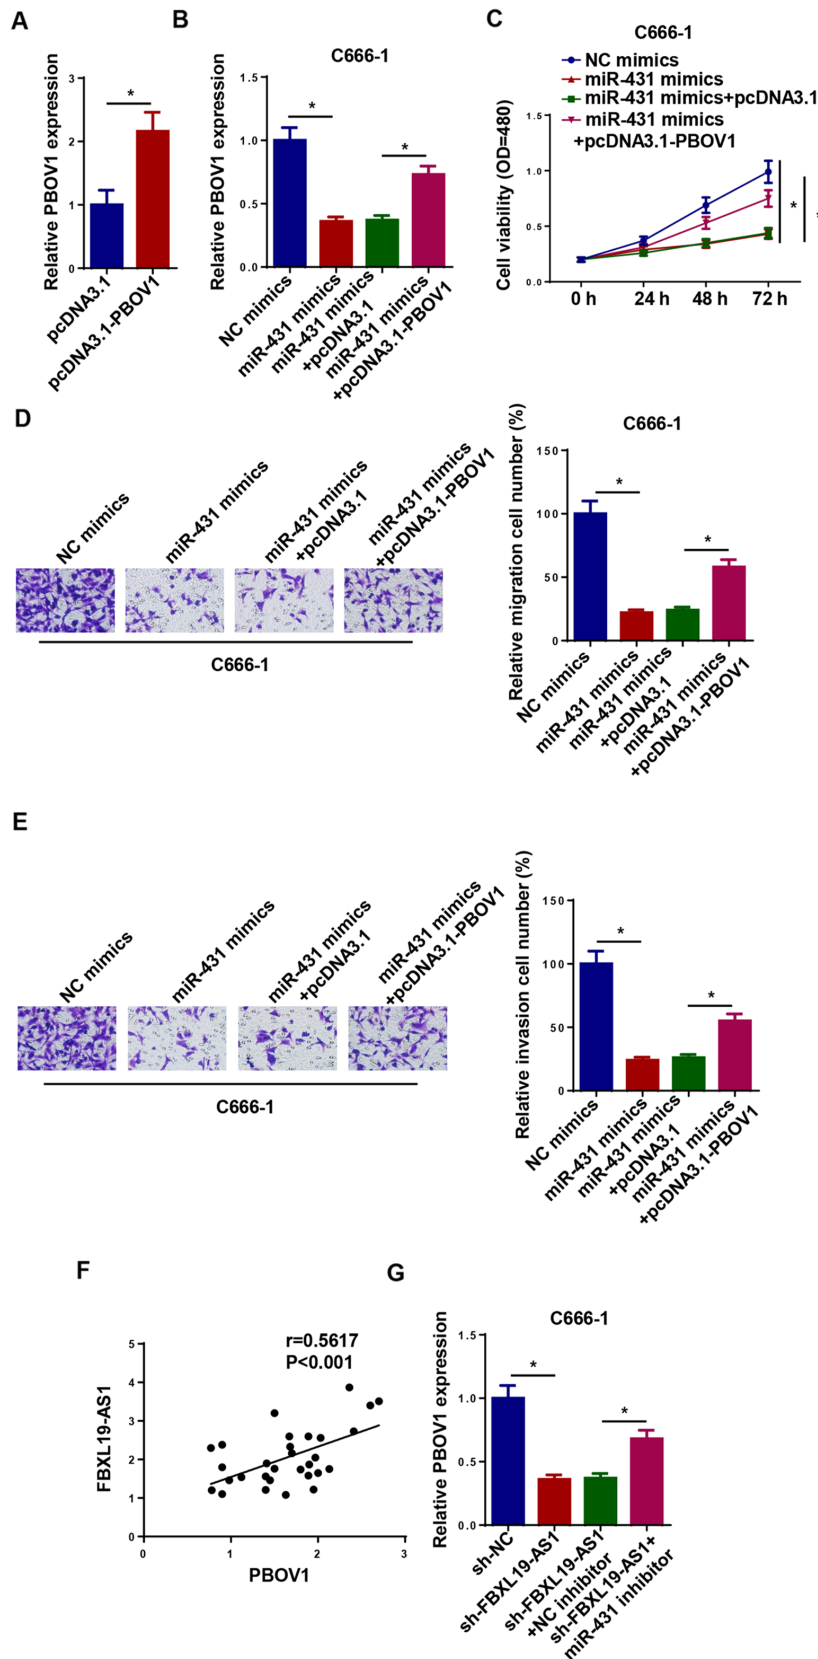 A
Relative PBOV1 expression
3
2
1
0
*
pcDNA3.1
pcDNA3.1-PBOV1
B
C666-1
Relative PBOV1 expression
1.5
1.0
0.5
0.0
*
*
NC mimics
miR-431 mimics
miR-431 mimics
+pcDNA3.1
miR-431 mimics
+pcDNA3.1-PBOV1
C
C666-1
NC mimics
miR-431 mimics
miR-431 mimics+pcDNA3.1
miR-431 mimics
+pcDNA3.1-PBOV1
Cell viability (OD=480)
1.5
1.0
0.5
0.0
*
*
0 h
24 h
48 h
72 h
D
NC mimics
miR-431 mimics
miR-431 mimics
+pcDNA3.1
miR-431 mimics
+pcDNA3.1-PBOV1
C666-1
C666-1
Relative migration cell number (%)
150
100
50
0
*
*
NC mimics
miR-431 mimics
miR-431 mimics
+pcDNA3.1
miR-431 mimics
+pcDNA3.1-PBOV1
E
NC mimics
miR-431 mimics
miR-431 mimics
+pcDNA3.1
miR-431 mimics
+pcDNA3.1-PBOV1
C666-1
Relative invasion cell number (%)
150
100
50
0
*
*
NC mimics
miR-431 mimics
miR-431 mimics
+pcDNA3.1
miR-431 mimics
+pcDNA3.1-PBOV1
F
r=0.5617
P<0.001
FBXL19-AS1
5
4
3
2
1
0
0
1
2
3
PBOV1
G
C666-1
Relative PBOV1 expression
1.5
1.0
0.5
0.0
*
*
sh-NC
sh-FBXL19-AS1
sh-FBXL19-AS1
+NC inhibitor
sh-FBXL19-AS1+
miR-431 inhibitor